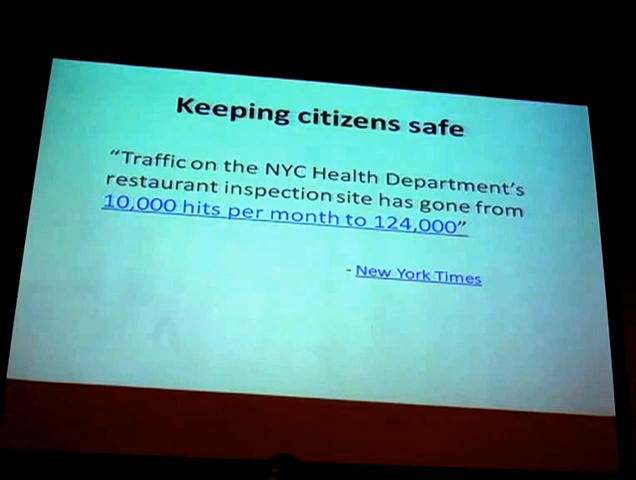 Keeping citizens safe
“Traffic on the NYC Health Department’s
restaurant inspection site has gone from
10,000 hits per month to 124,000”
- New York Times